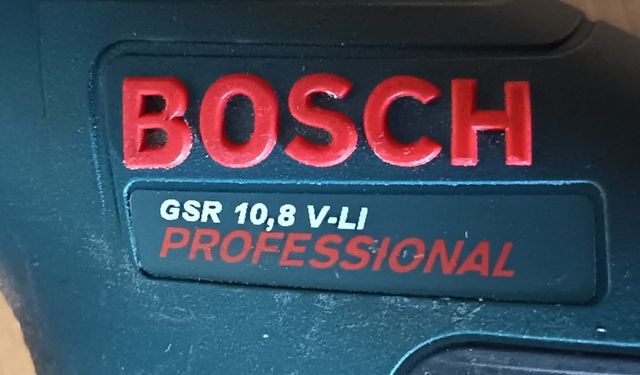 BOSCH
GSR 10,8 V-LI
PROFESSIONAL